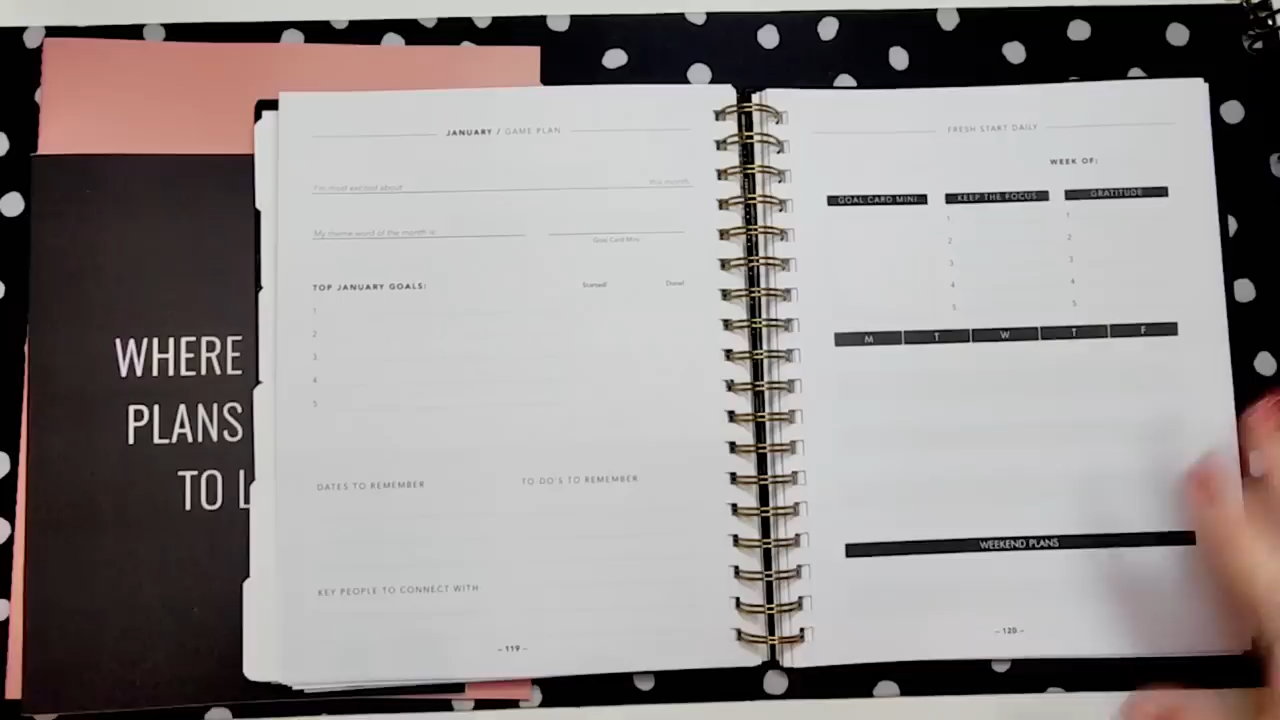 WHERE
PLANS
TO L
JANUARY / GAME PLAN
I'm most excited about this month.
My theme word of the month is:
Goal Card Mini
TOP JANUARY GOALS: Started! Done!
1
2
3
4
5
DATES TO REMEMBER TO DO'S TO REMEMBER
KEY PEOPLE TO CONNECT WITH:
– 119 –
FRESH START DAILY
WEEK OF:
GOAL CARD MINI KEEP THE FOCUS GRATITUDE
1 1
2 2
3 3
4 4
5 5
M T W T F
WEEKEND PLANS
– 120 –